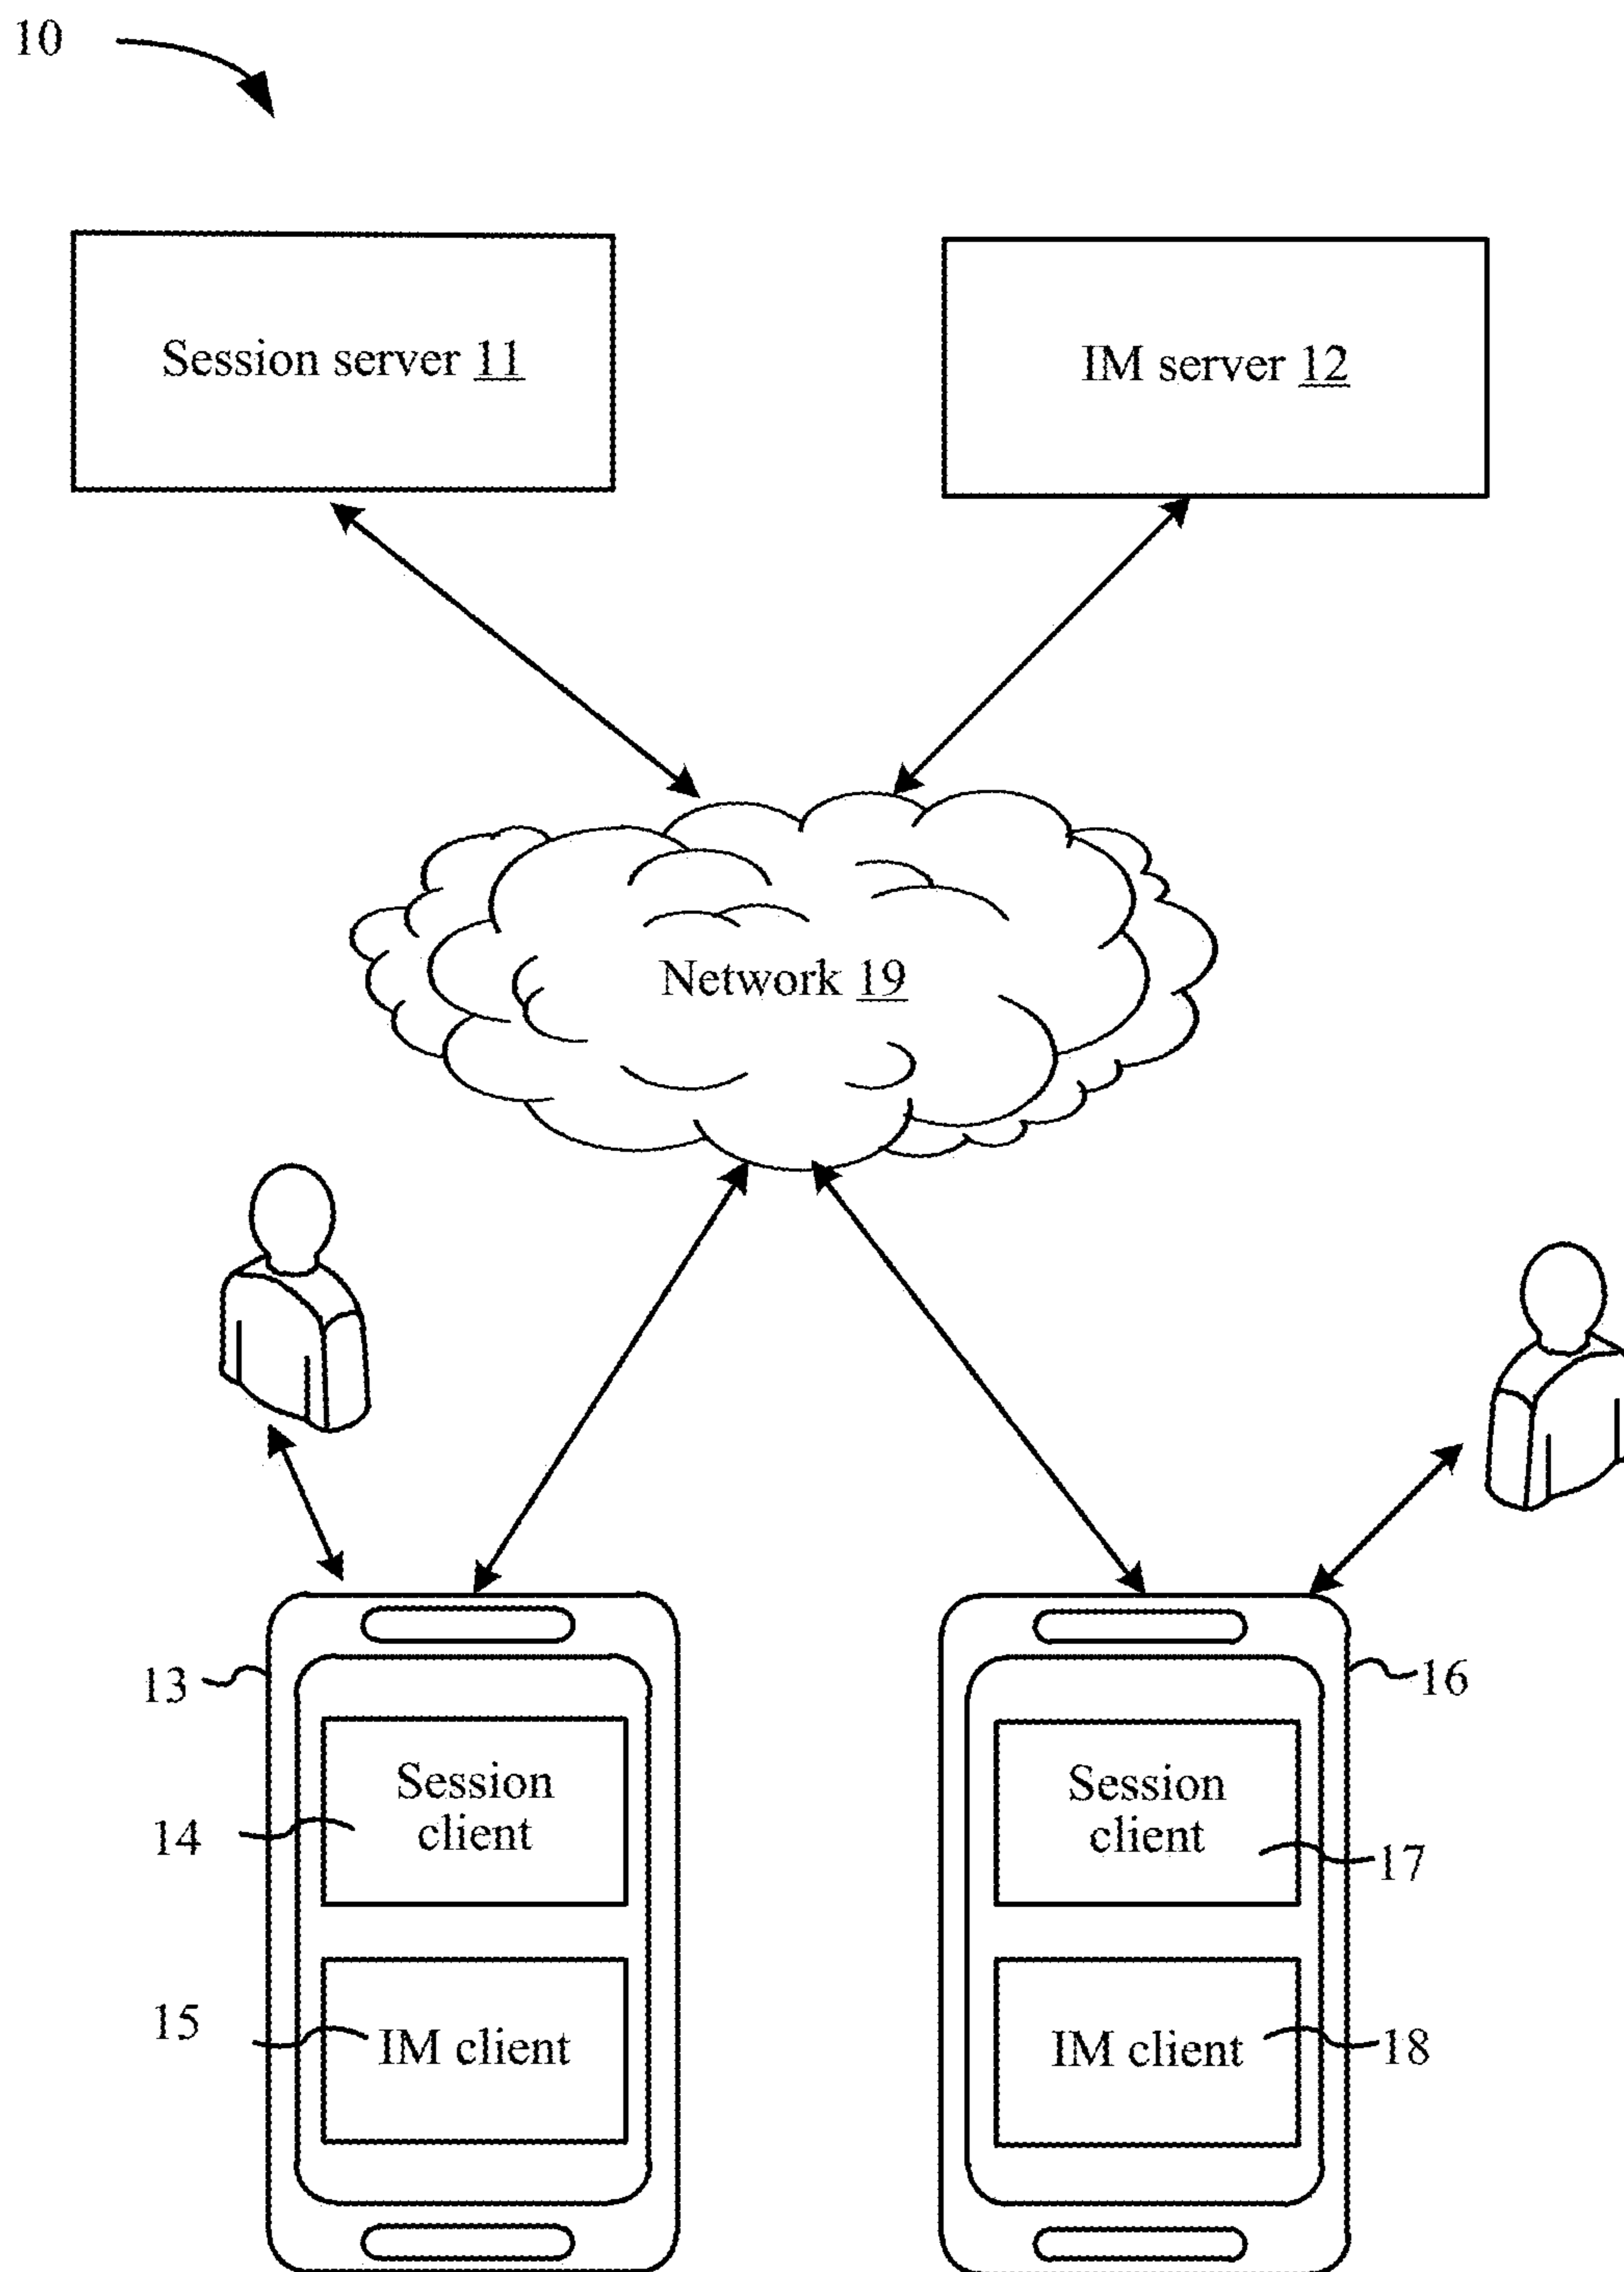 10
Session server 11
IM server 12
Network 19
13
16
Session
client
14
Session
client
17
15
IM client
IM client
18